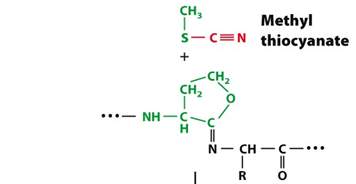 CH3
Methyl
S — C ≡ N
thiocyanate
+
CH2
CH2
O
••• — NH — C — C
H
N — CH — C — •••
R O